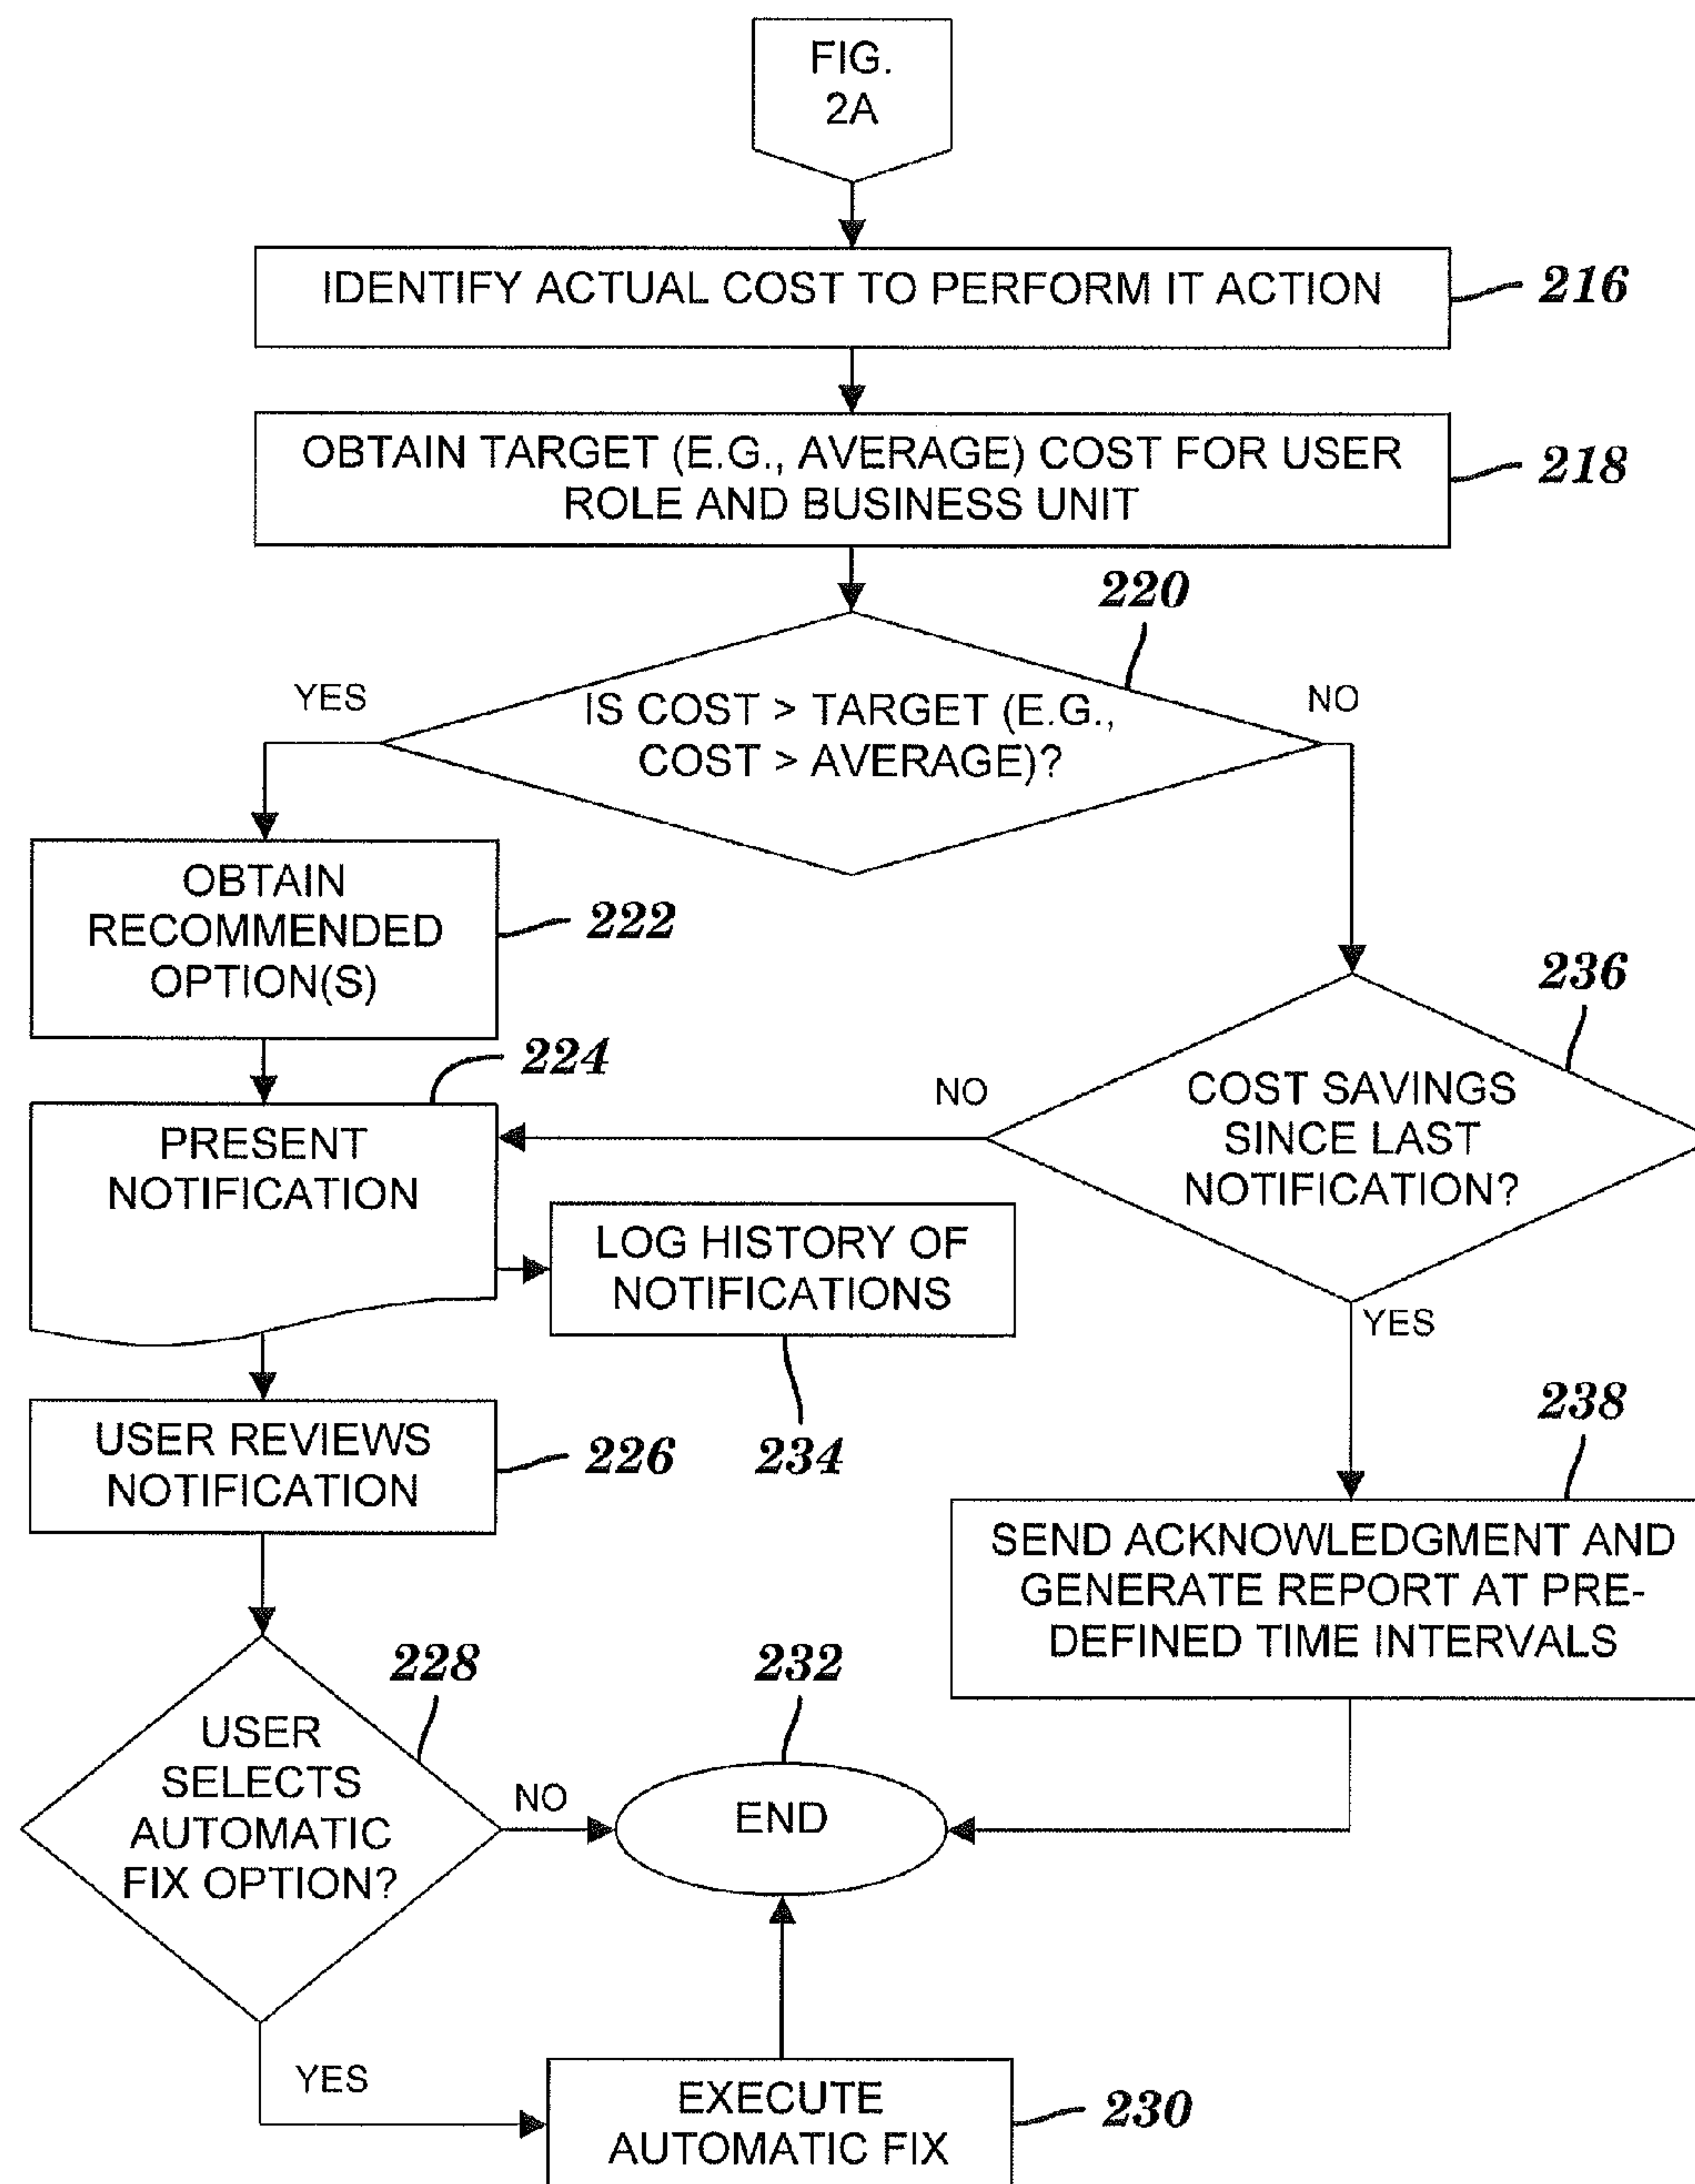 FIG.
2A
IDENTIFY ACTUAL COST TO PERFORM IT ACTION
216
OBTAIN TARGET (E.G., AVERAGE) COST FOR USER
ROLE AND BUSINESS UNIT
218
220
YES
IS COST > TARGET (E.G.,
COST > AVERAGE)?
NO
OBTAIN
RECOMMENDED
OPTION(S)
222
236
224
PRESENT
NOTIFICATION
NO
COST SAVINGS
SINCE LAST
NOTIFICATION?
LOG HISTORY OF
NOTIFICATIONS
234
YES
USER REVIEWS
NOTIFICATION
226
238
SEND ACKNOWLEDGMENT AND
GENERATE REPORT AT PRE-
DEFINED TIME INTERVALS
228
USER
SELECTS
AUTOMATIC
FIX OPTION?
NO
232
END
YES
EXECUTE
AUTOMATIC FIX
230